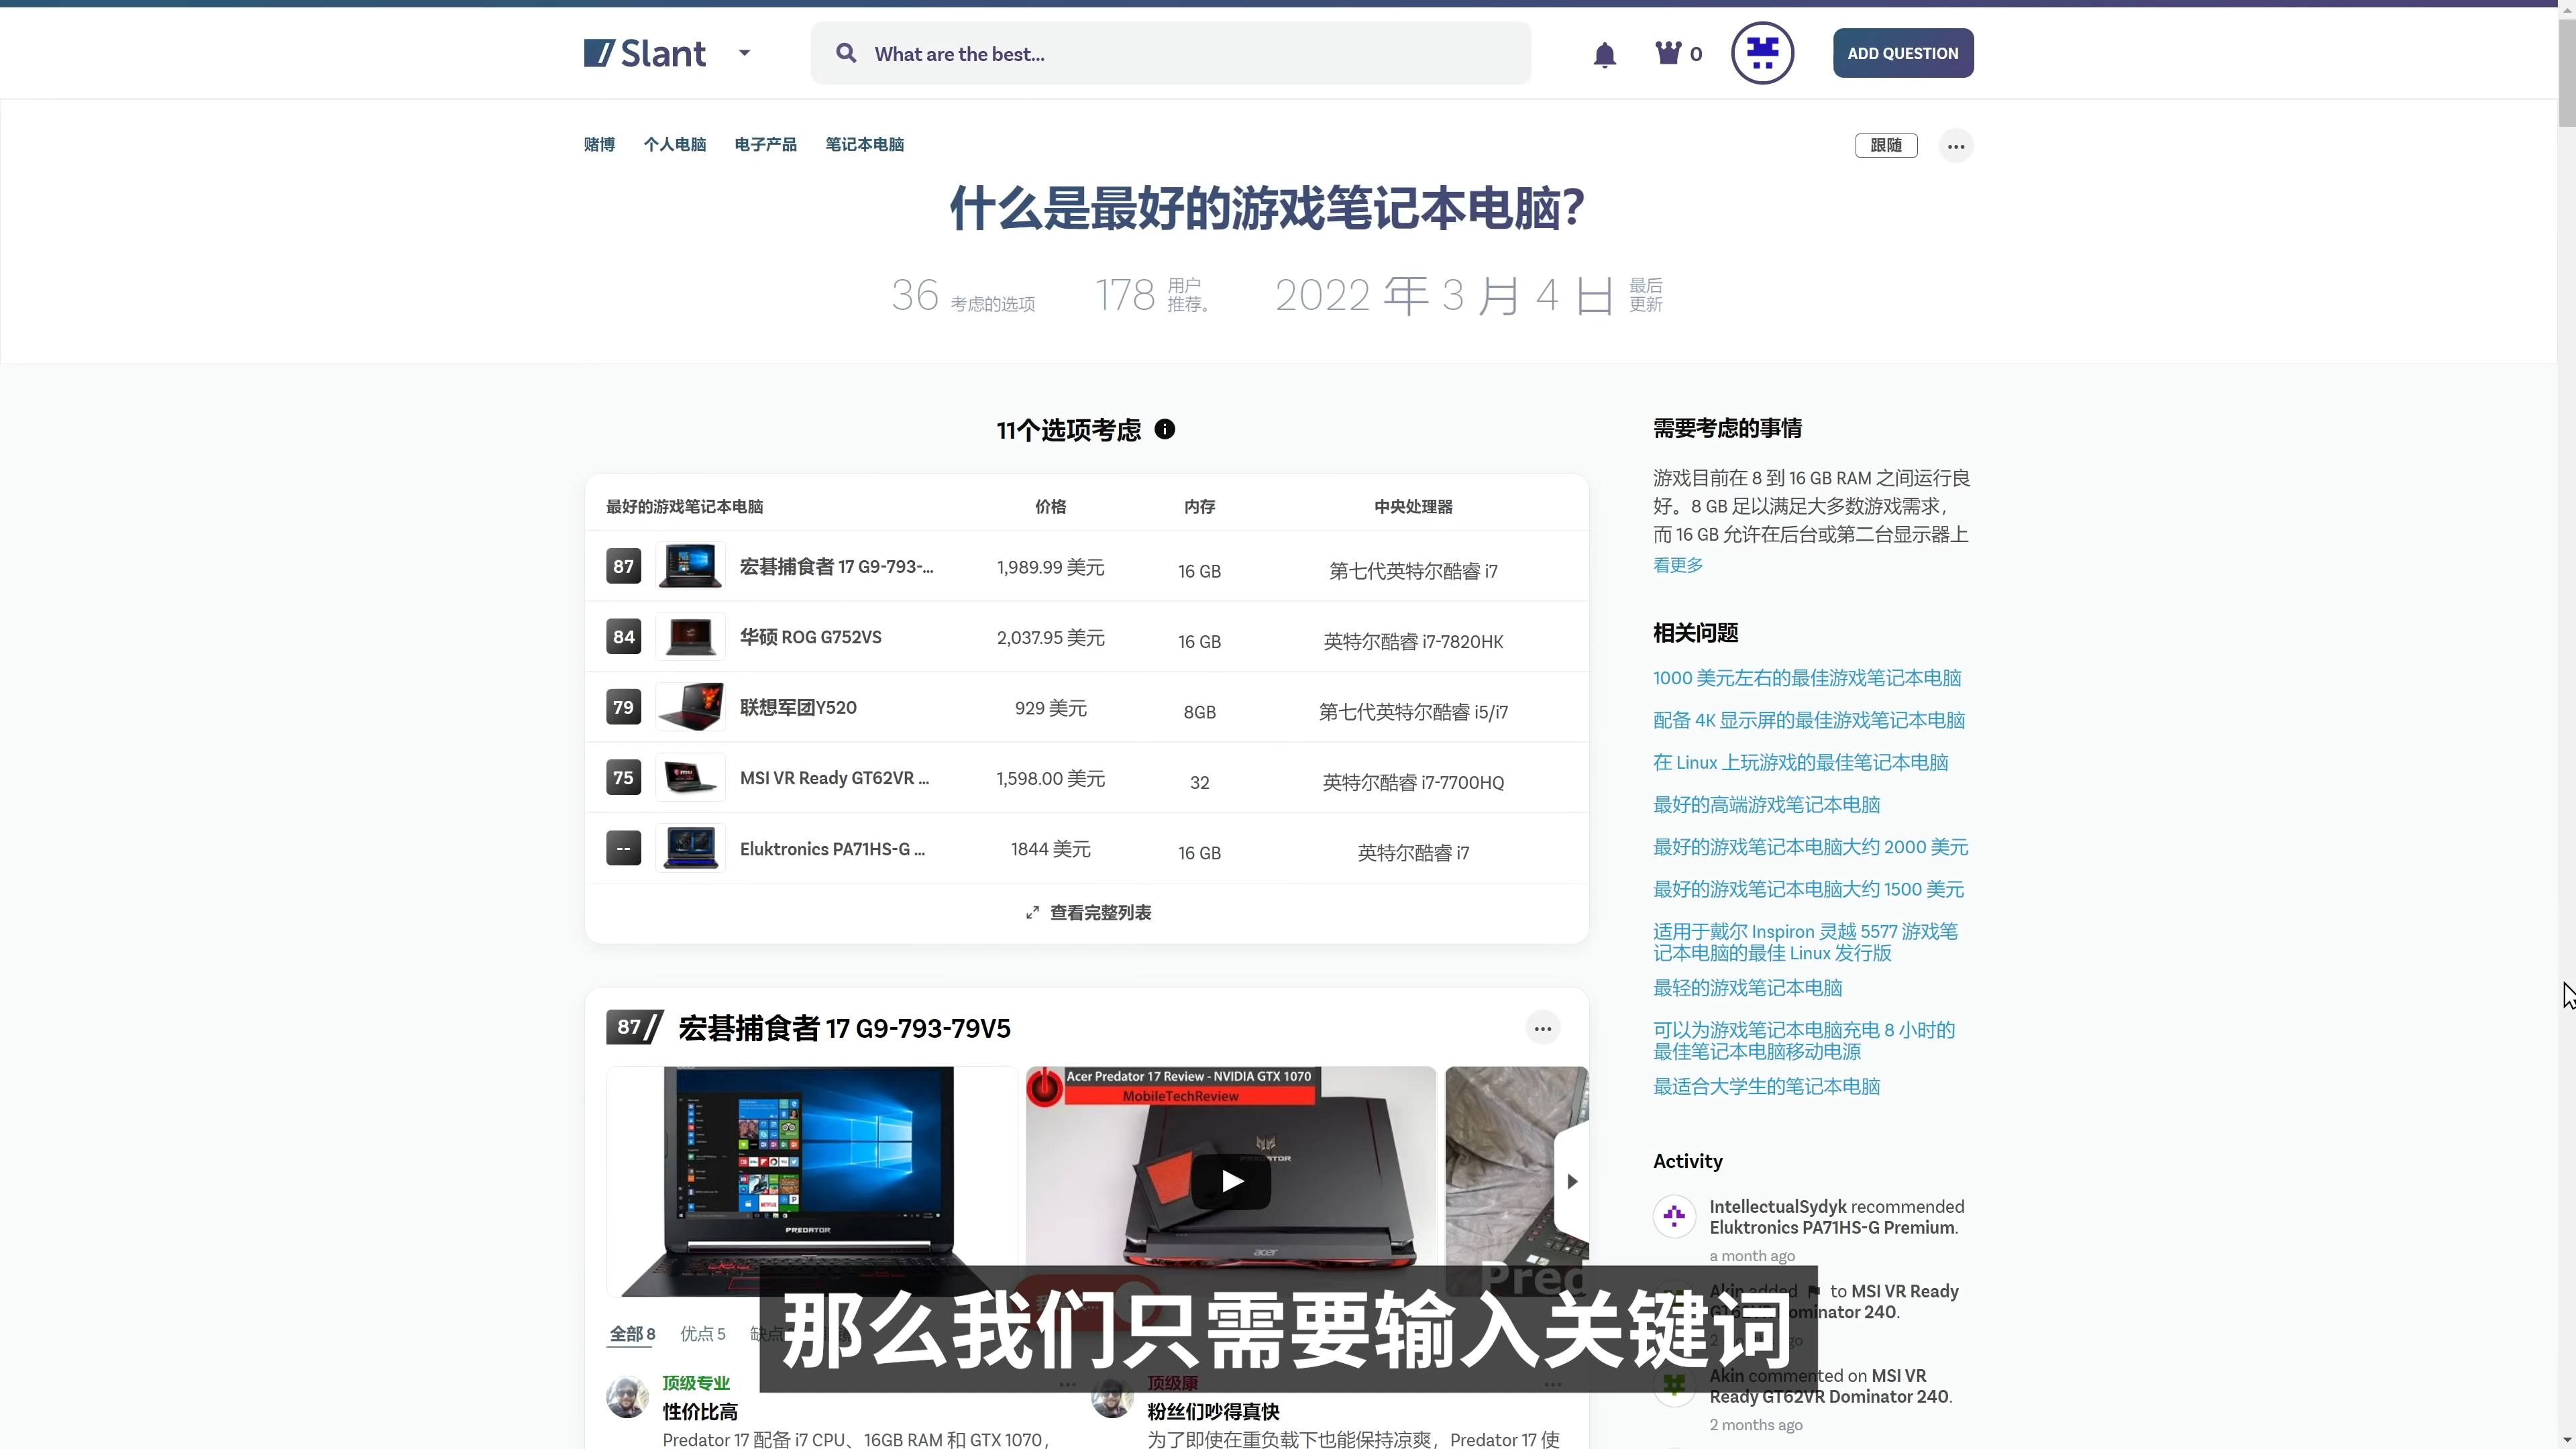 Slant
What are the best...
0
ADD QUESTION
赌博 个人电脑 电子产品 笔记本电脑
跟随
什么是最好的游戏笔记本电脑?
36 考虑的选项 178 用户推荐。 2022 年 3 月 4 日 最后更新
11个选项考虑
最好的游戏笔记本电脑 价格 内存 中央处理器
87 宏碁捕食者 17 G9-793-... 1,989.99 美元 16 GB 第七代英特尔酷睿 i7
84 华硕 ROG G752VS 2,037.95 美元 16 GB 英特尔酷睿 i7-7820HK
79 联想军团Y520 929 美元 8GB 第七代英特尔酷睿 i5/i7
75 MSI VR Ready GT62VR ... 1,598.00 美元 32 英特尔酷睿 i7-7700HQ
-- Eluktronics PA71HS-G ... 1844 美元 16 GB 英特尔酷睿 i7
查看完整列表
87 宏碁捕食者 17 G9-793-79V5
PREDATOR
Acer Predator 17 Review - NVIDIA GTX 1070
MobileTechReview
acer
Pred
全部 8 优点 5 缺点
顶级专业
性价比高
Predator 17 配备 i7 CPU、16GB RAM 和 GTX 1070，
顶级康
粉丝们吵得真快
为了即使在重负载下也能保持凉爽，Predator 17 使
需要考虑的事情
游戏目前在 8 到 16 GB RAM 之间运行良
好。8 GB 足以满足大多数游戏需求，
而 16 GB 允许在后台或第二台显示器上
看更多
相关问题
1000 美元左右的最佳游戏笔记本电脑
配备 4K 显示屏的最佳游戏笔记本电脑
在 Linux 上玩游戏的最佳笔记本电脑
最好的高端游戏笔记本电脑
最好的游戏笔记本电脑大约 2000 美元
最好的游戏笔记本电脑大约 1500 美元
适用于戴尔 Inspiron 灵越 5577 游戏笔
记本电脑的最佳 Linux 发行版
最轻的游戏笔记本电脑
可以为游戏笔记本电脑充电 8 小时的
最佳笔记本电脑移动电源
最适合大学生的笔记本电脑
Activity
IntellectualSydyk recommended
Eluktronics PA71HS-G Premium.
a month ago
Akin added to MSI VR Ready
GT62VR Dominator 240.
Akin commented on MSI VR
Ready GT62VR Dominator 240.
2 months ago
那么我们只需要输入关键词